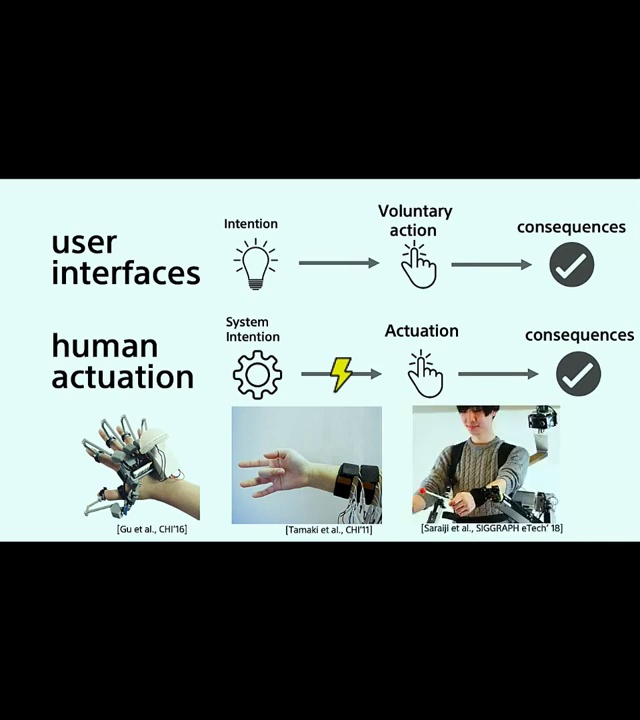 user
interfaces
Intention
Voluntary
action
consequences
human
actuation
System
Intention
Actuation
consequences
[Gu et al., CHI'16]
[Tamaki et al., CHI'11]
[Saraiji et al., SIGGRAPH eTech' 18]